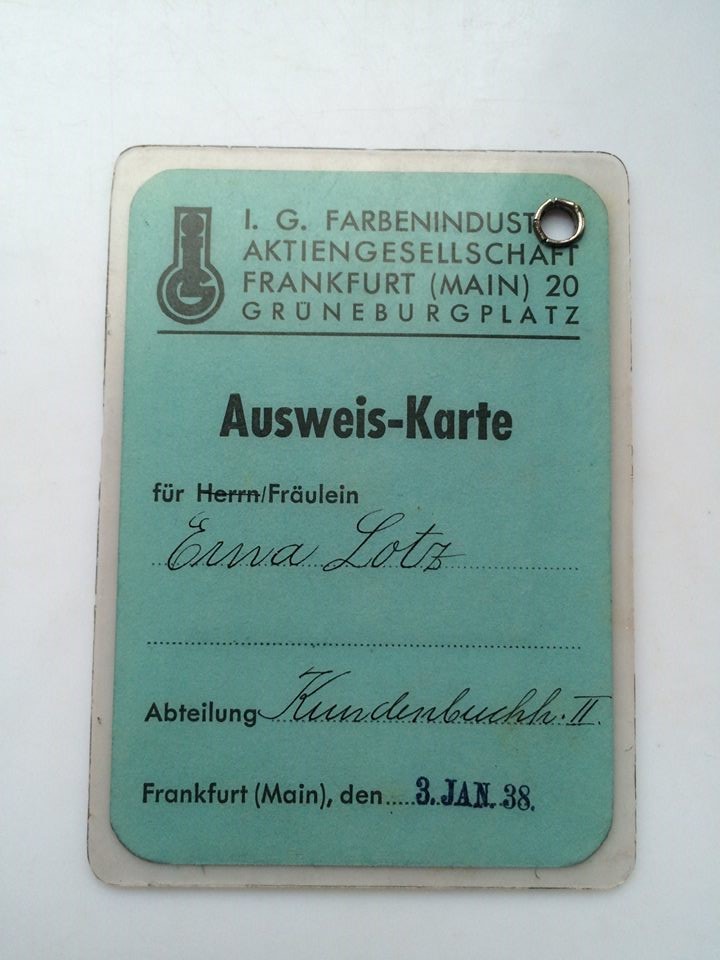 I. G. FARBENINDUST
AKTIENGESELLSCHAFT
FRANKFURT (MAIN) 20
GRÜNEBURGPLATZ
Ausweis-Karte
für Herrn/Fräulein
Erna Lotz
Abteilung Kundenbuchh. II.
Frankfurt (Main), den 3. JAN. 38.